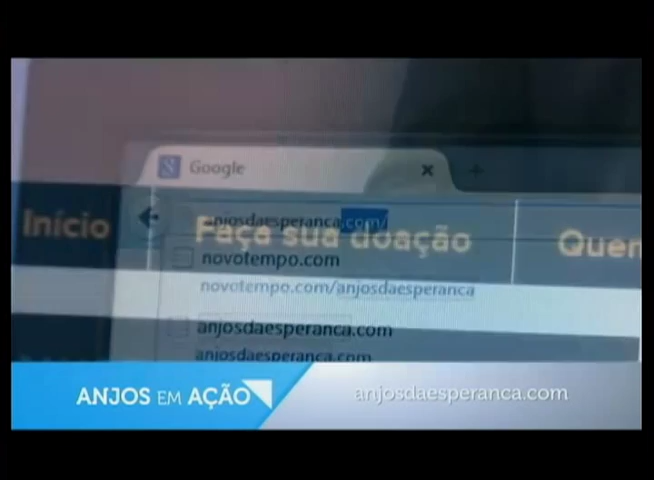 Google
anjosdaesperanca.com/
Início
Faça sua doação
Quem
novotempo.com
novotempo.com/anjosdaesperanca
anjosdaesperanca.com
anjosdaesperanca.com
ANJOS EM AÇÃO
anjosdaesperanca.com